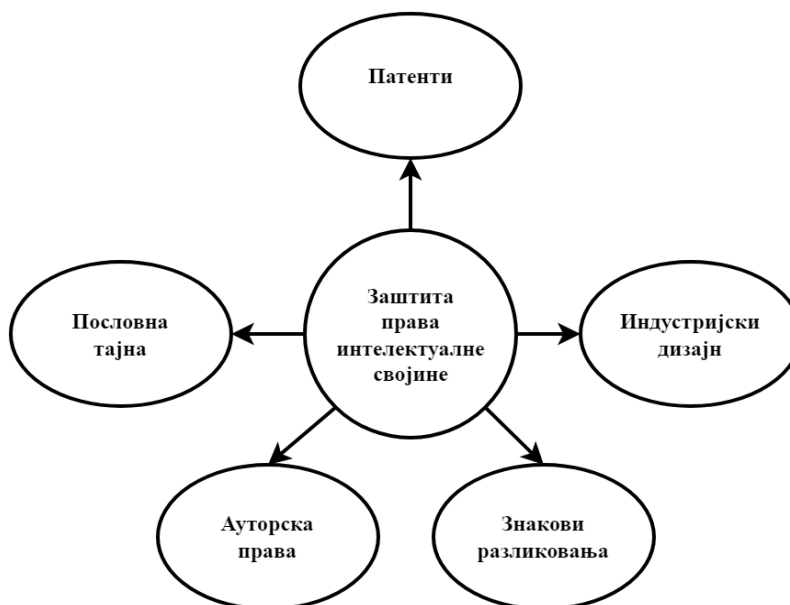 Патенти
Заштита
права
интелектуалне
својине
Пословна
тајна
Индустријски
дизајн
Ауторска
права
Знакови
разликовања